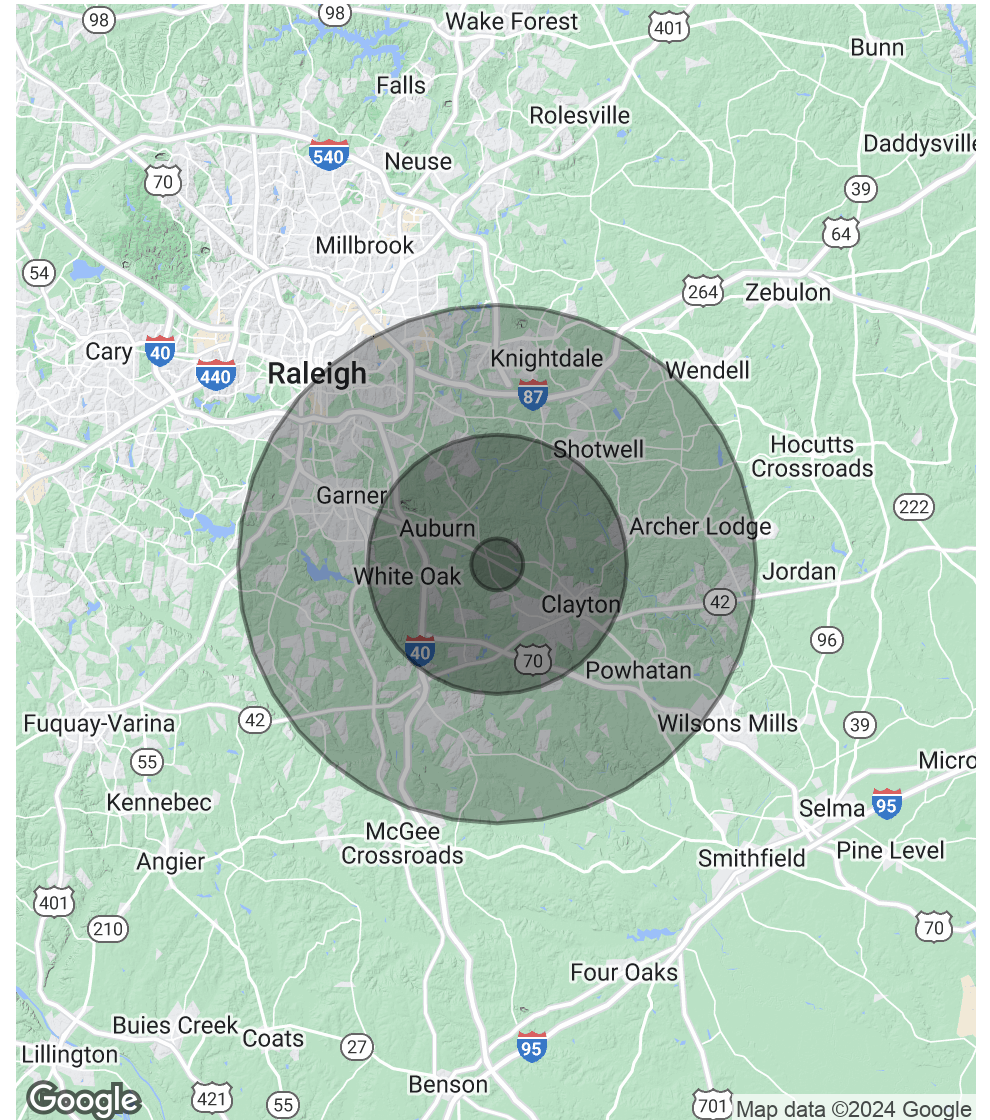 98
98
Wake Forest
401
Bunn
Falls
Rolesville
Daddysville
540
Neuse
70
39
64
Millbrook
54
264
Zebulon
Cary
40
440
Raleigh
Knightdale
87
Wendell
Shotwell
Hocutts
Crossroads
Garner
222
Auburn
Archer Lodge
White Oak
Jordan
Clayton
42
40
70
Powhatan
96
Fuquay-Varina
42
Wilsons Mills
39
55
Micro
Kennebec
Selma
95
McGee
Crossroads
Angier
Smithfield
Pine Level
401
210
70
Four Oaks
Buies Creek
Coats
27
95
Lillington
Benson
Google
421
55
701
Map data ©2024 Google